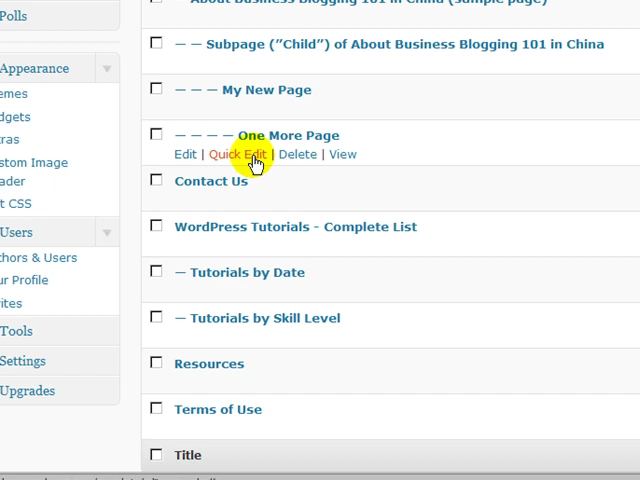 Polls
About Business Blogging 101 in China (sample page)
— — Subpage ("Child") of About Business Blogging 101 in China
Appearance
emes
— — — My New Page
dgets
ras
— — — — One More Page
Edit | Quick Edit | Delete | View
stom Image
ader
Contact Us
t CSS
Users
WordPress Tutorials - Complete List
thors & Users
— Tutorials by Date
ur Profile
ites
— Tutorials by Skill Level
Tools
Settings
Resources
Upgrades
Terms of Use
Title